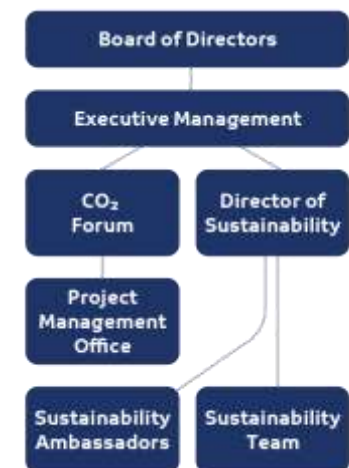 Board of Directors
Executive Management
CO₂
Forum
Director of
Sustainability
Project
Management
Office
Sustainability
Ambassadors
Sustainability
Team